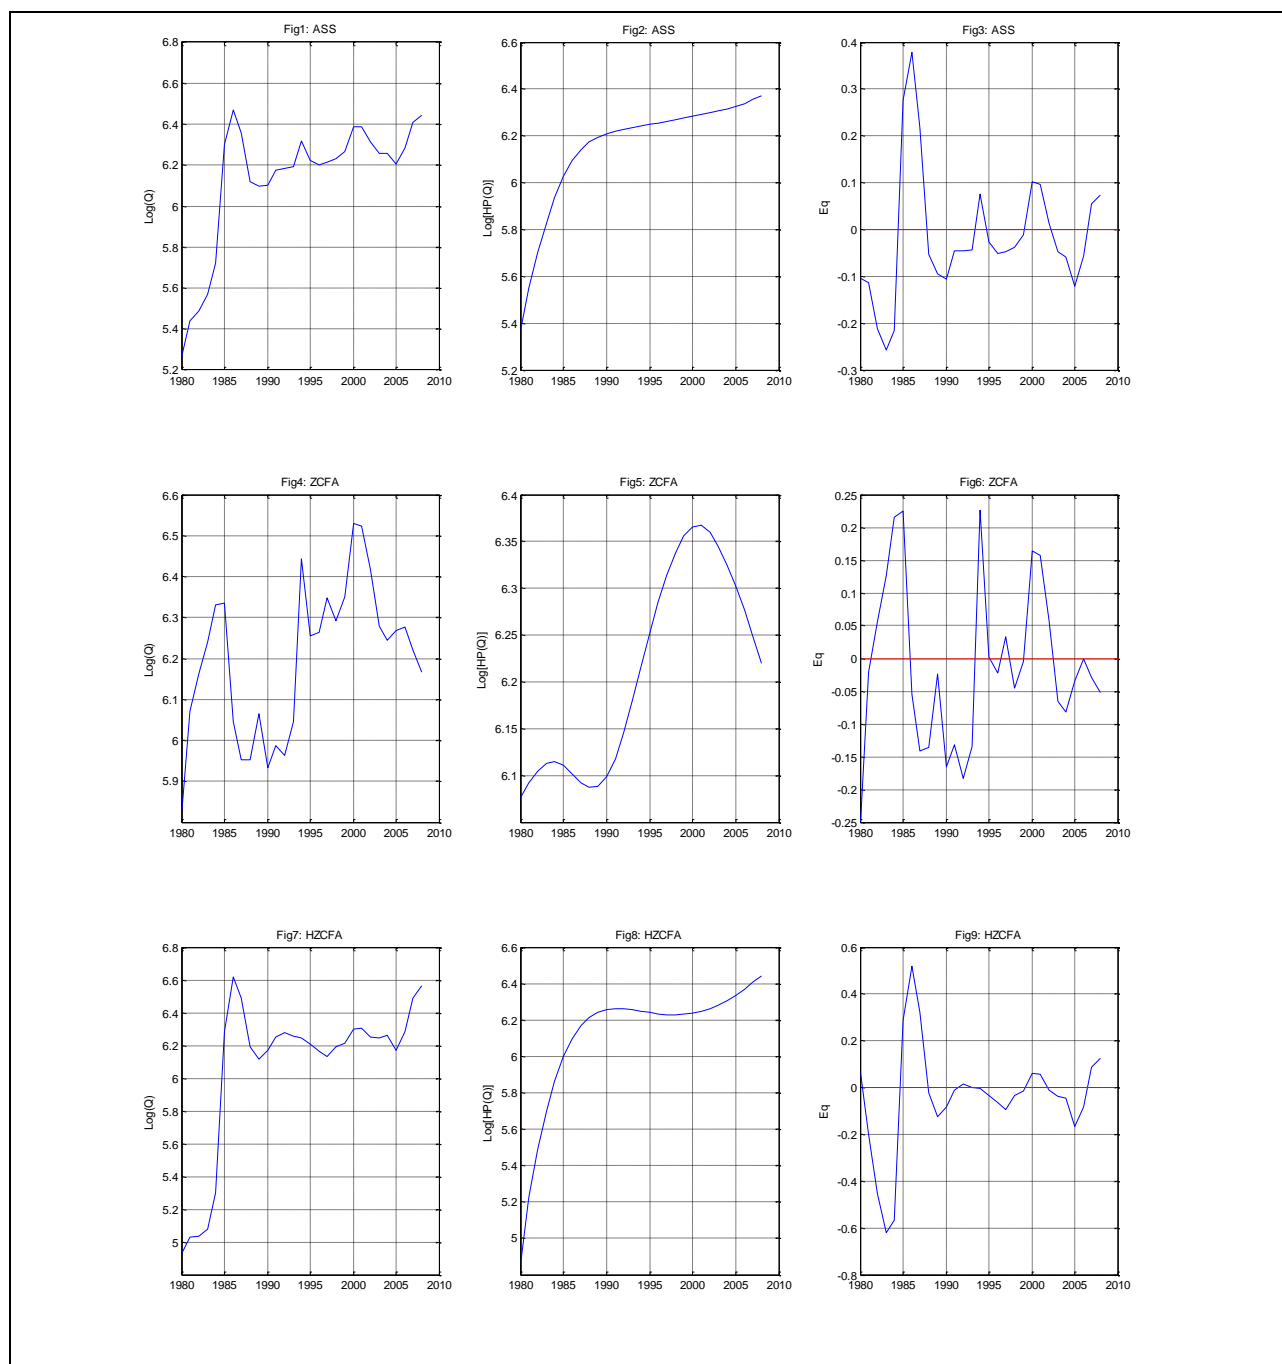 Fig1: ASS
6.8
6.6
6.4
6.2
6
5.8
5.6
5.4
5.2
Log(Q)
1980 1985 1990 1995 2000 2005 2010
Fig2: ASS
6.6
6.4
6.2
6
5.8
5.6
5.4
5.2
Log[HP(Q)]
1980 1985 1990 1995 2000 2005 2010
Fig3: ASS
0.4
0.3
0.2
0.1
0
-0.1
-0.2
-0.3
Eq
1980 1985 1990 1995 2000 2005 2010
Fig4: ZCFA
6.6
6.5
6.4
6.3
6.2
6.1
6
5.9
Log(Q)
1980 1985 1990 1995 2000 2005 2010
Fig5: ZCFA
6.4
6.35
6.3
6.25
6.2
6.15
6.1
Log[HP(Q)]
1980 1985 1990 1995 2000 2005 2010
Fig6: ZCFA
0.25
0.2
0.15
0.1
0.05
0
-0.05
-0.1
-0.15
-0.2
-0.25
Eq
1980 1985 1990 1995 2000 2005 2010
Fig7: HZCFA
6.8
6.6
6.4
6.2
6
5.8
5.6
5.4
5.2
5
Log(Q)
1980 1985 1990 1995 2000 2005 2010
Fig8: HZCFA
6.6
6.4
6.2
6
5.8
5.6
5.4
5.2
5
Log[HP(Q)]
1980 1985 1990 1995 2000 2005 2010
Fig9: HZCFA
0.6
0.4
0.2
0
-0.2
-0.4
-0.6
-0.8
Eq
1980 1985 1990 1995 2000 2005 2010